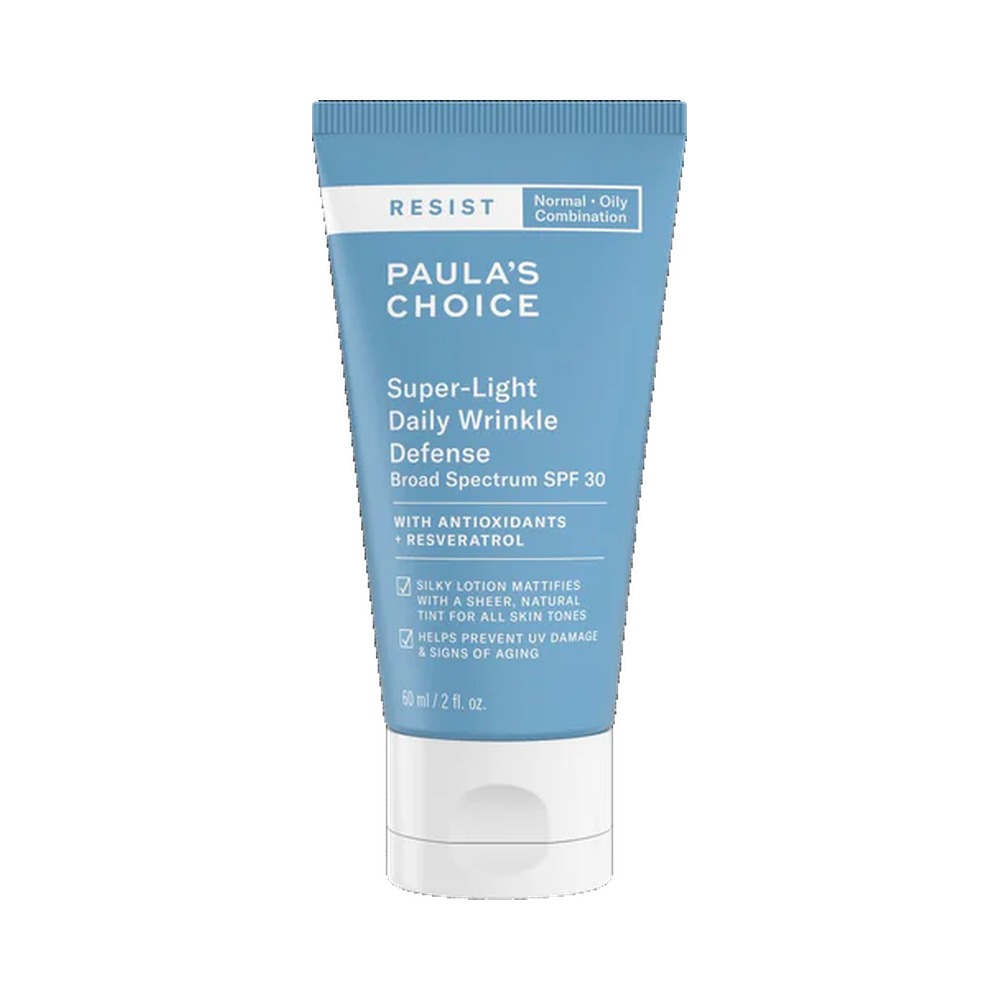 RESIST
Normal • Oily
Combination
PAULA'S
CHOICE
Super-Light
Daily Wrinkle
Defense
Broad Spectrum SPF 30
WITH ANTIOXIDANTS
+ RESVERATROL
SILKY LOTION MATTIFIES
WITH A SHEER, NATURAL
TINT FOR ALL SKIN TONES
HELPS PREVENT UV DAMAGE
& SIGNS OF AGING
60 ml / 2 fl. oz.